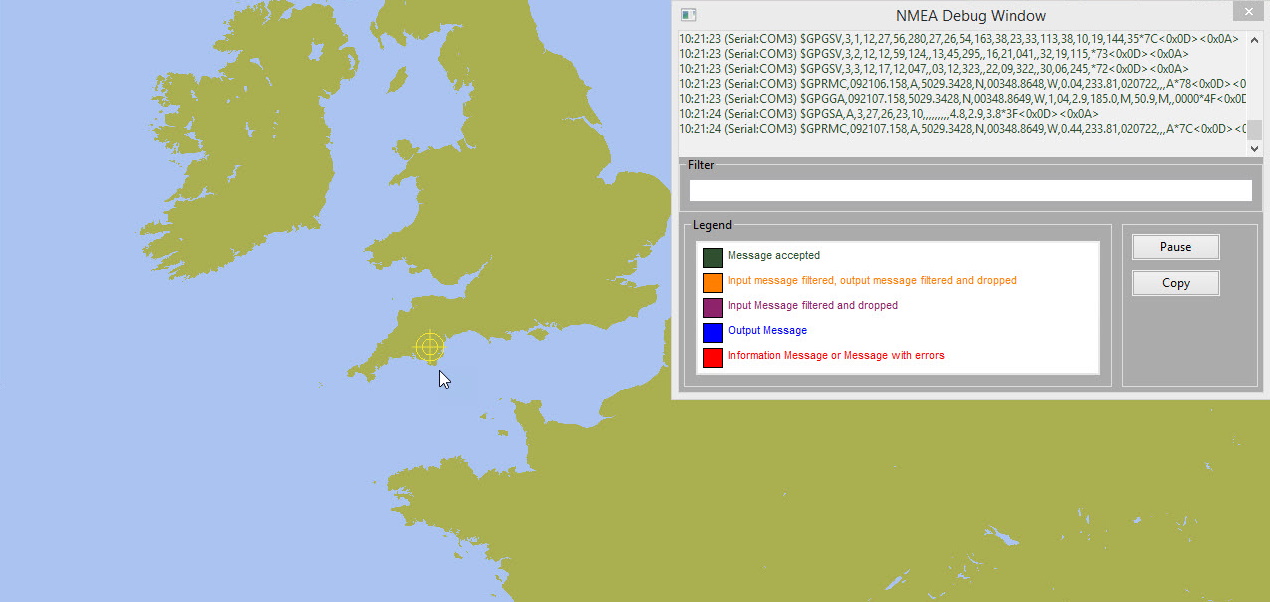 NMEA Debug Window
10:21:23 (Serial:COM3) $GPGSV,3,1,12,27,56,280,27,26,54,163,38,23,33,113,38,10,19,144,35*7C<0x0D><0x0A>
10:21:23 (Serial:COM3) $GPGSV,3,2,12,12,59,124,,13,45,295,,16,21,041,,32,19,115,*73<0x0D><0x0A>
10:21:23 (Serial:COM3) $GPGSV,3,3,12,17,12,047,,03,12,323,,22,09,322,,30,06,245,*72<0x0D><0x0A>
10:21:23 (Serial:COM3) $GPRMC,092106.158,A,5029.3428,N,00348.8648,W,0.04,233.81,020722,,,A*78<0x0D><0
10:21:23 (Serial:COM3) $GPGGA,092107.158,5029.3428,N,00348.8649,W,1,04,2.9,185.0,M,50.9,M,,0000*4F<0x0D
10:21:24 (Serial:COM3) $GPGSA,A,3,27,26,23,10,,,,,,,,,4.8,2.9,3.8*3F<0x0D><0x0A>
10:21:24 (Serial:COM3) $GPRMC,092107.158,A,5029.3428,N,00348.8649,W,0.44,233.81,020722,,,A*7C<0x0D><0
Filter
Legend
Message accepted
Input message filtered, output message filtered and dropped
Input Message filtered and dropped
Output Message
Information Message or Message with errors
Pause
Copy